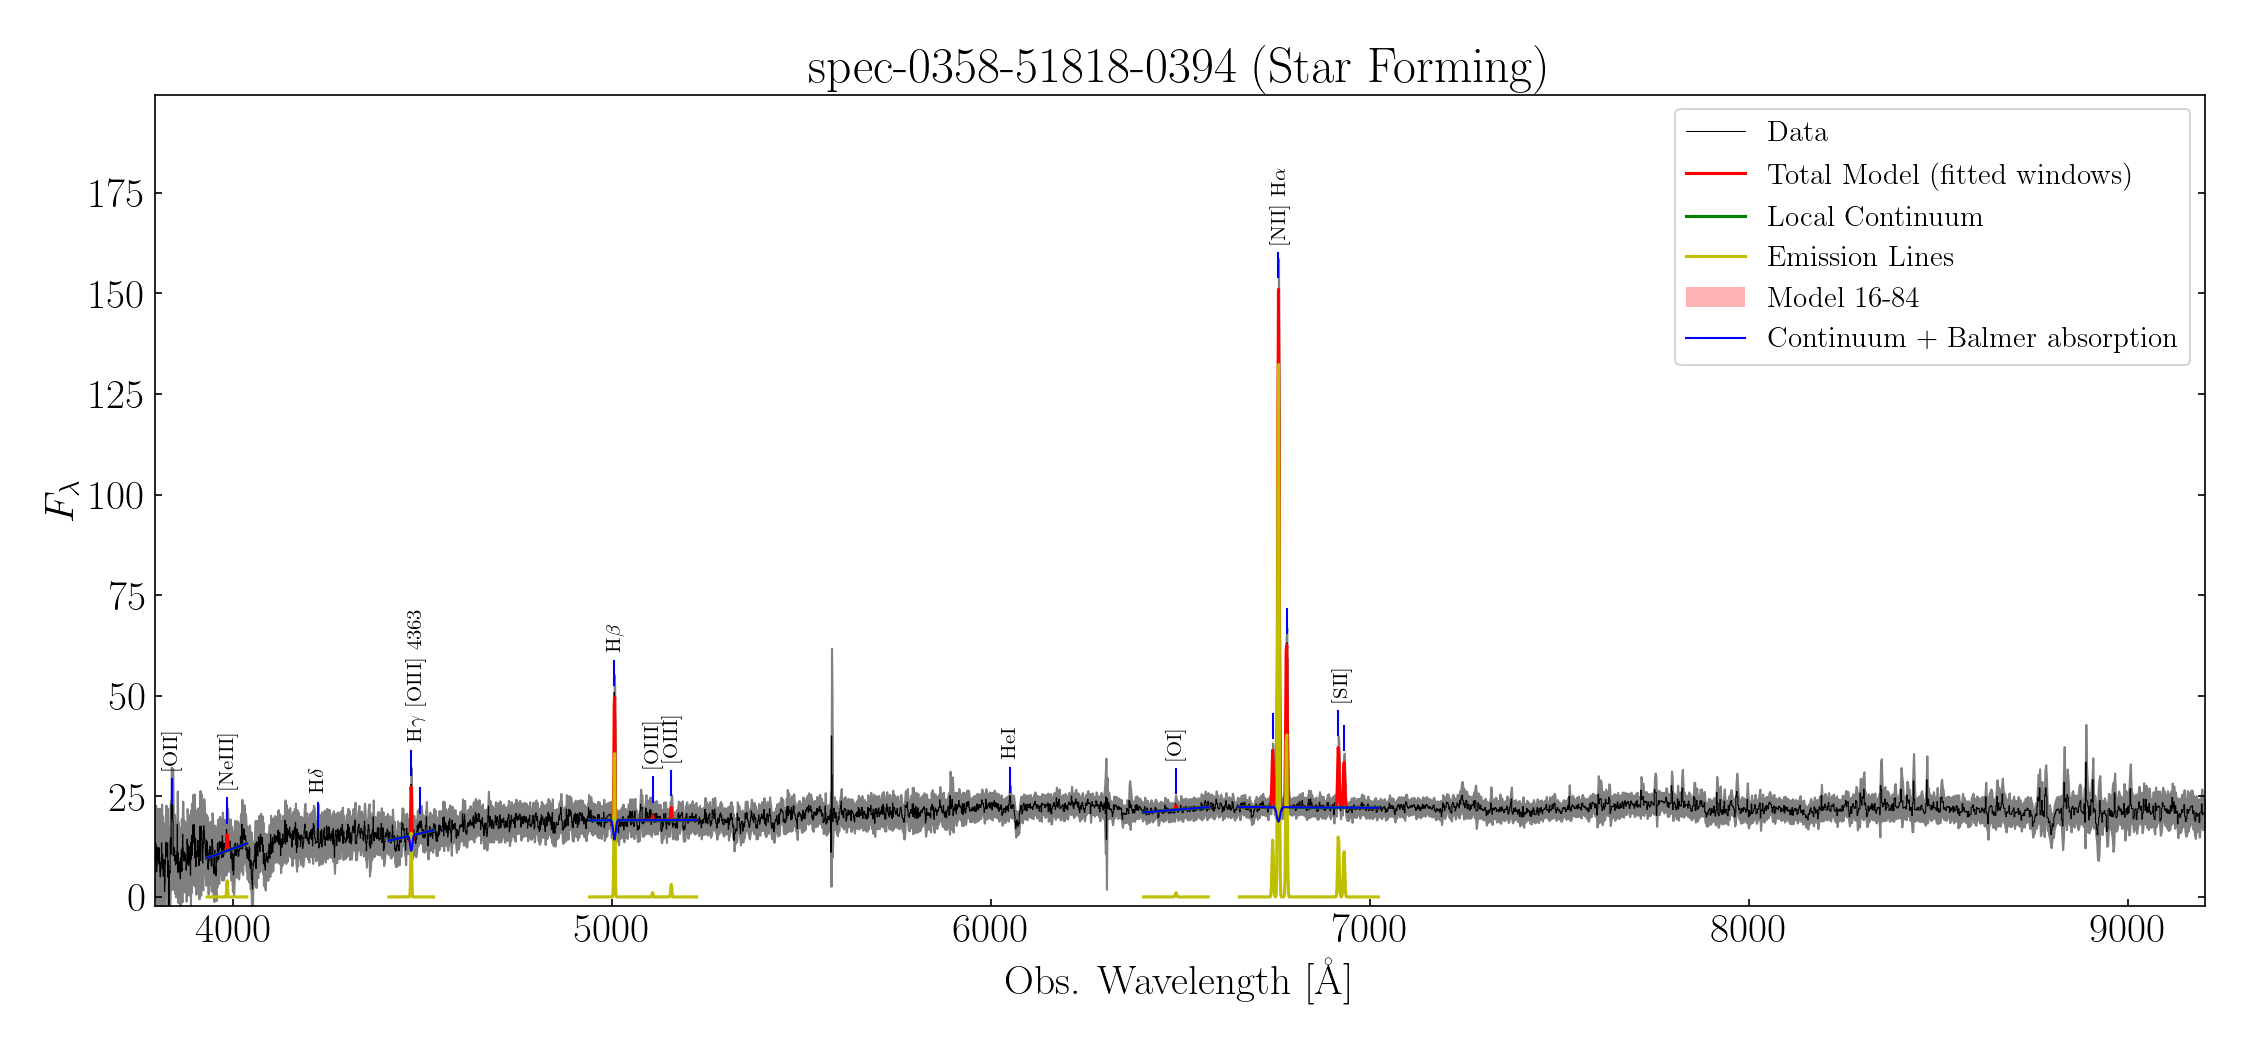 spec-0358-51818-0394 (Star Forming)
Data
Total Model (fitted windows)
Local Continuum
Emission Lines
Model 16-84
Continuum + Balmer absorption
175
150
125
100
75
50
25
0
Fλ
[OII]
[NeIII]
Hδ
Hγ [OIII] 4363
Hβ
[OIII]
[OIII]
HeI
[OI]
[NII] Hα
[SII]
4000
5000
6000
7000
8000
9000
Obs. Wavelength [Å]